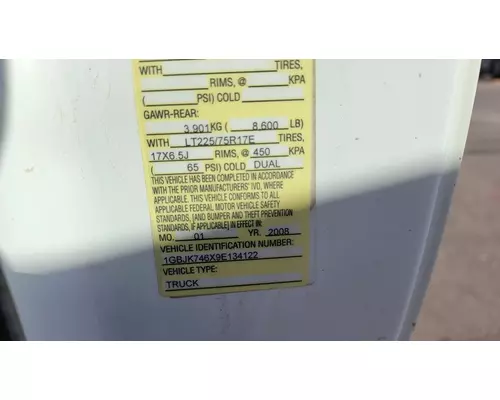 WITH TIRES,
RIMS, @ KPA
( PSI) COLD
GAWR-REAR:
3,901KG ( 8,600 LB)
WITH LT225/75R17E TIRES,
17X6.5J RIMS, @ 450 KPA
( 65 PSI) COLD DUAL
THIS VEHICLE HAS BEEN COMPLETED IN ACCORDANCE
WITH THE PRIOR MANUFACTURERS' IVD, WHERE
APPLICABLE. THIS VEHICLE CONFORMS TO ALL
APPLICABLE FEDERAL MOTOR VEHICLE SAFETY
STANDARDS, [AND BUMPER AND THEFT PREVENTION
STANDARDS, IF APPLICABLE] IN EFFECT IN:
MO. 01 YR. 2008
VEHICLE IDENTIFICATION NUMBER:
1GBJK746X9E134122
VEHICLE TYPE:
TRUCK